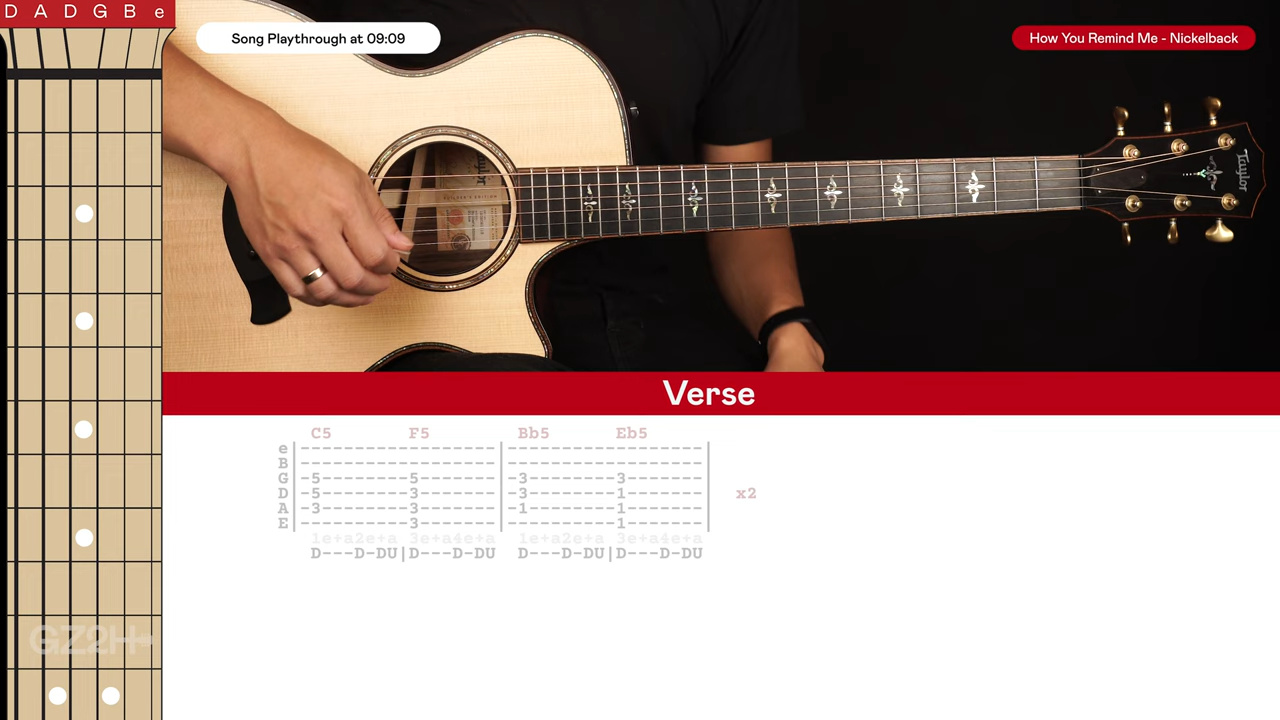 D A D G B e
Song Playthrough at 09:09
How You Remind Me - Nickelback
Taylor
Verse
C5 F5 Bb5 Eb5
e|--------------------|--------------------|
B|--------------------|--------------------|
G|-5---------5--------|-3---------3--------|
D|-5---------3--------|-3---------1--------| x2
A|-3---------3--------|-1---------1--------|
E|-----------3--------|-----------1--------|
1e+a2e+a 3e+a4e+a 1e+a2e+a 3e+a4e+a
D---D-DU|D---D-DU D---D-DU|D---D-DU
GZ2H